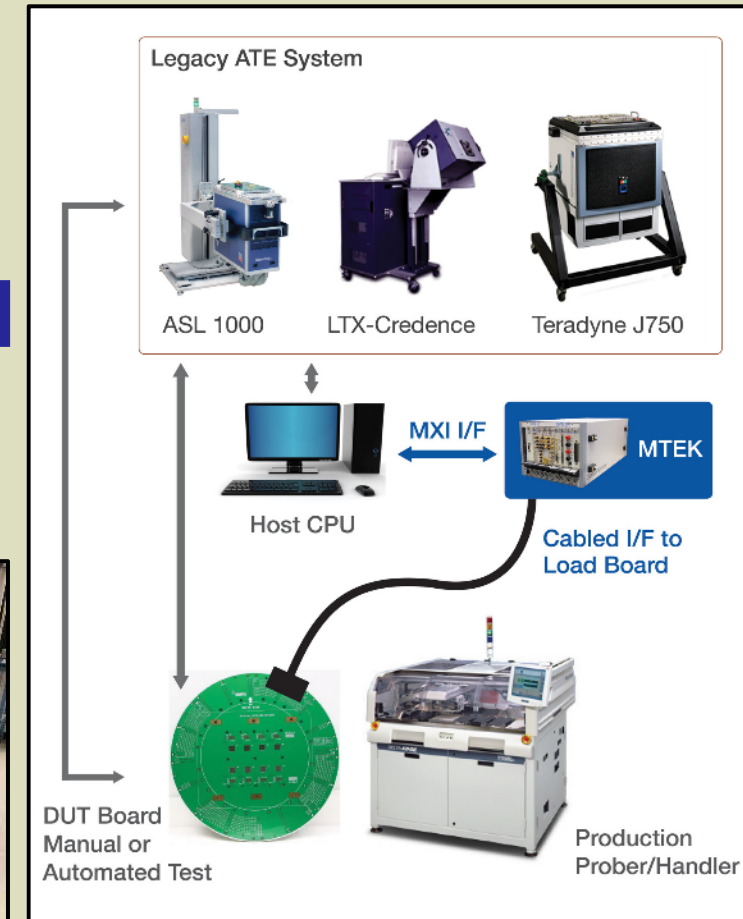 Legacy ATE System
ASL 1000
LTX-Credence
Teradyne J750
MXI I/F
MTEK
Host CPU
Cabled I/F to
Load Board
DUT Board
Manual or
Automated Test
Production
Prober/Handler